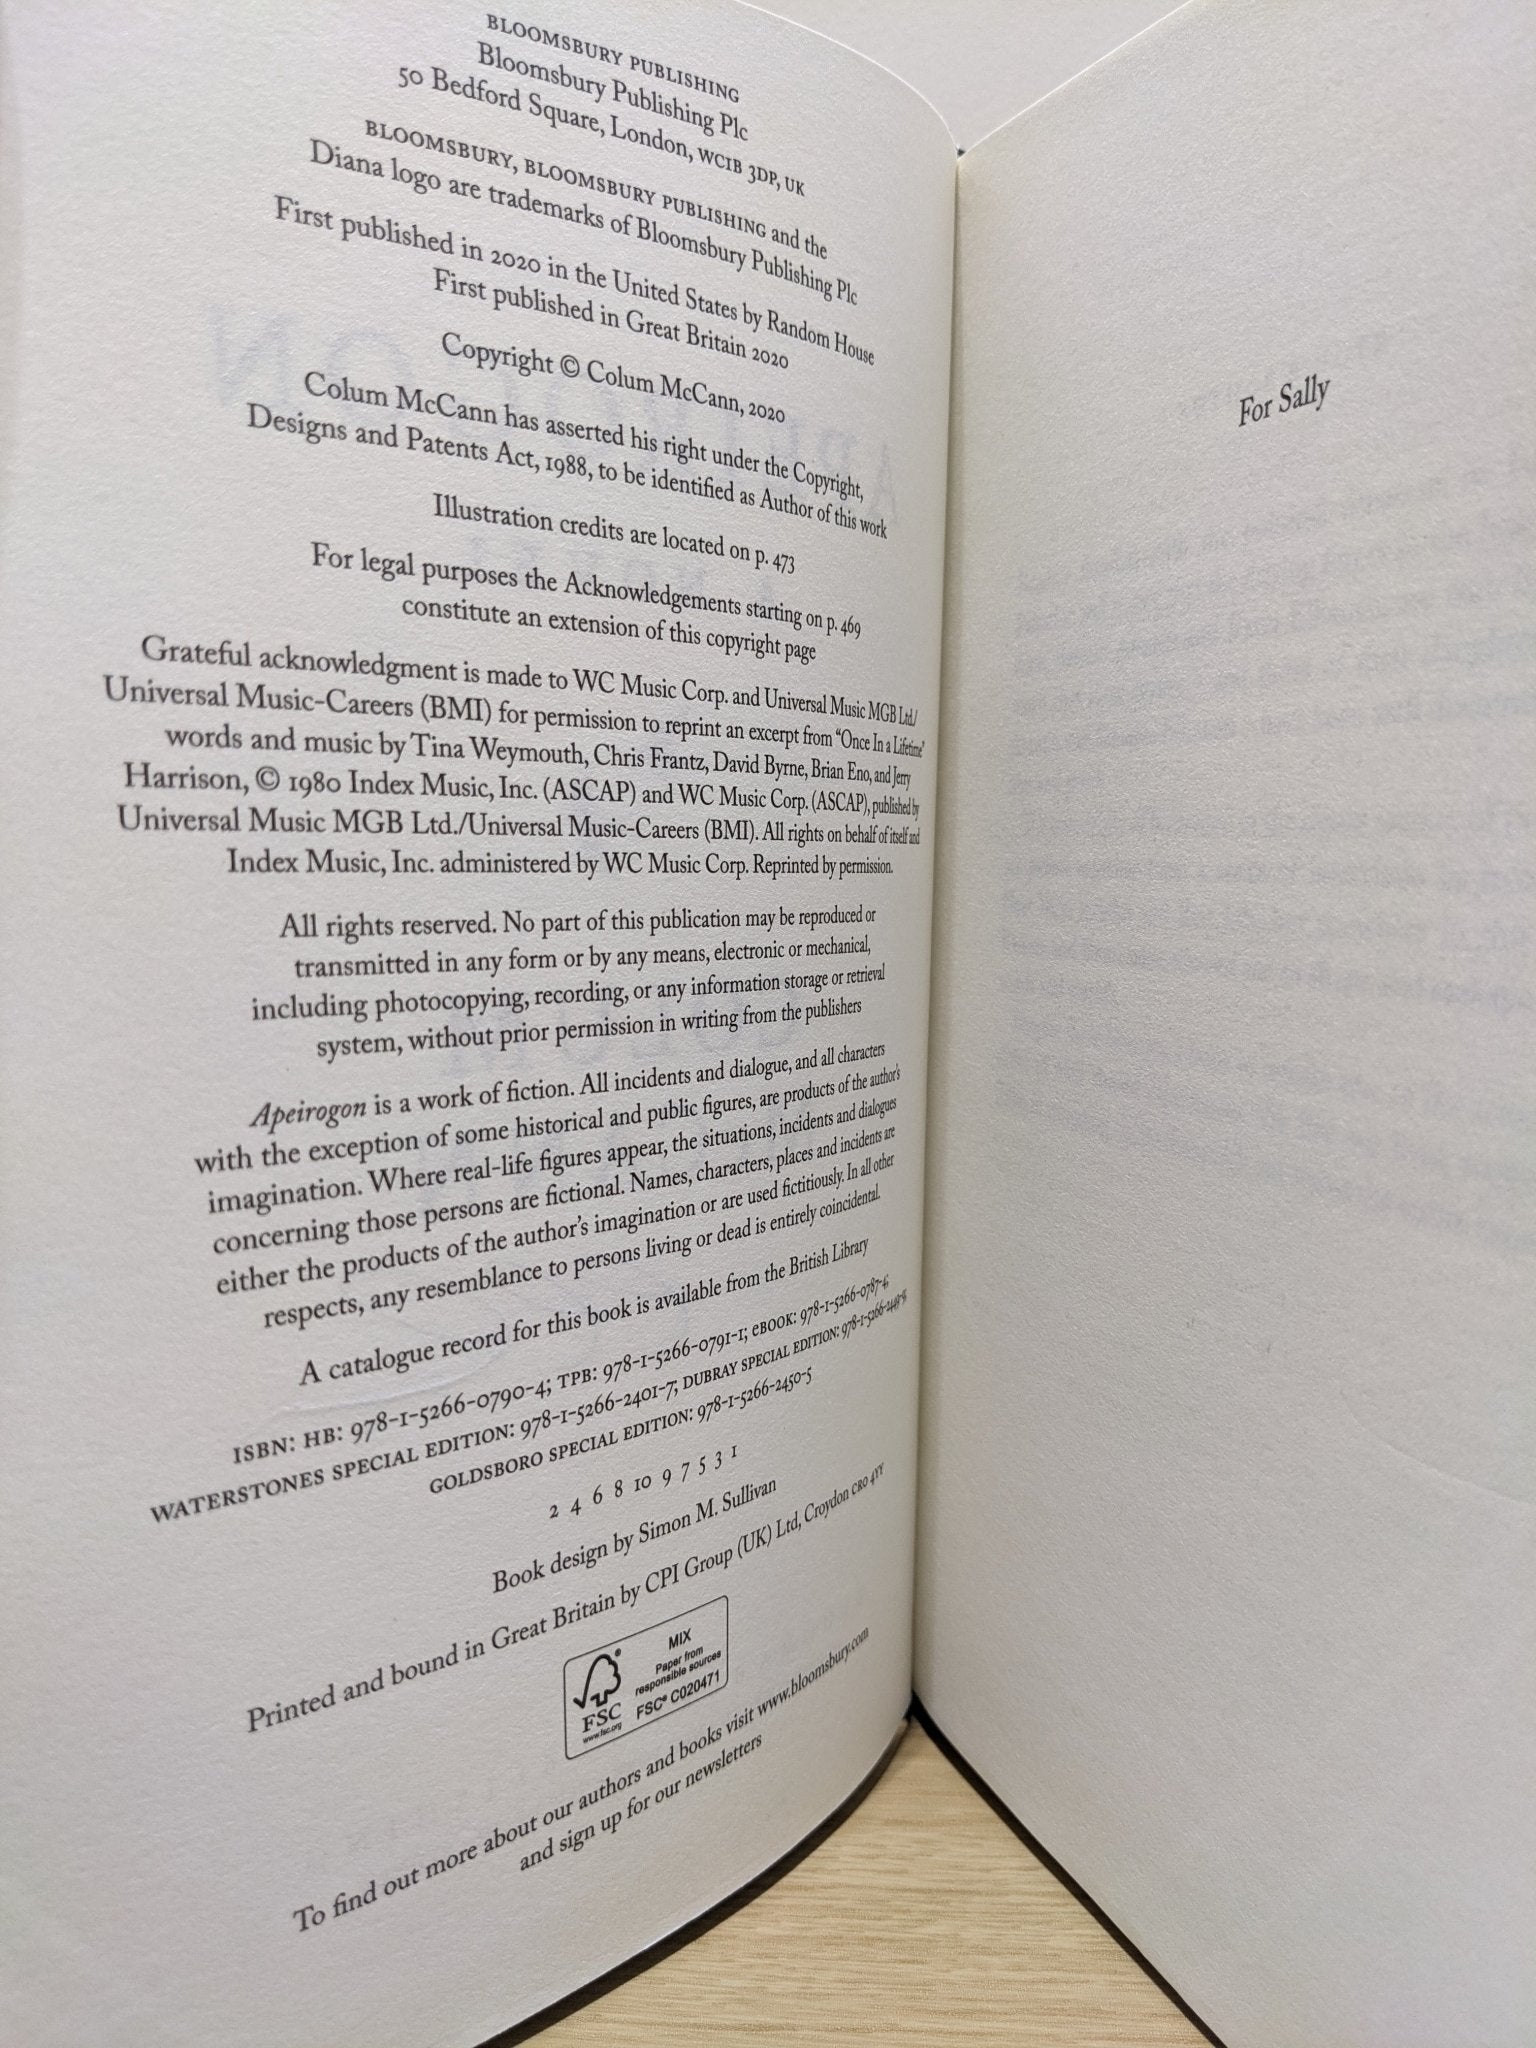 BLOOMSBURY PUBLISHING
Bloomsbury Publishing Plc
50 Bedford Square, London, WC1B 3DP, UK
BLOOMSBURY, BLOOMSBURY PUBLISHING and the
Diana logo are trademarks of Bloomsbury Publishing Plc
First published in 2020 in the United States by Random House
First published in Great Britain 2020
Copyright © Colum McCann, 2020
Colum McCann has asserted his right under the Copyright,
Designs and Patents Act, 1988, to be identified as Author of this work
Illustration credits are located on p. 473
For legal purposes the Acknowledgements starting on p. 469
constitute an extension of this copyright page
Grateful acknowledgment is made to WC Music Corp. and Universal Music MGB Ltd./
Universal Music-Careers (BMI) for permission to reprint an excerpt from “Once In a Lifetime”
words and music by Tina Weymouth, Chris Frantz, David Byrne, Brian Eno, and Jerry
Harrison, © 1980 Index Music, Inc. (ASCAP) and WC Music Corp. (ASCAP), published by
Universal Music MGB Ltd./Universal Music-Careers (BMI). All rights on behalf of itself and
Index Music, Inc. administered by WC Music Corp. Reprinted by permission.
All rights reserved. No part of this publication may be reproduced or
transmitted in any form or by any means, electronic or mechanical,
including photocopying, recording, or any information storage or retrieval
system, without prior permission in writing from the publishers
Apeirogon is a work of fiction. All incidents and dialogue, and all characters
with the exception of some historical and public figures, are products of the author's
imagination. Where real-life figures appear, the situations, incidents and dialogues
concerning those persons are fictional. Names, characters, places and incidents are
either the products of the author's imagination or are used fictitiously. In all other
respects, any resemblance to persons living or dead is entirely coincidental.
A catalogue record for this book is available from the British Library
ISBN: HB: 978-1-5266-0790-4; TPB: 978-1-5266-0791-1; EBOOK: 978-1-5266-0787-4;
WATERSTONES SPECIAL EDITION: 978-1-5266-2401-7; DUBRAY SPECIAL EDITION:
GOLDSBORO SPECIAL EDITION: 978-1-5266-2450-5
2 4 6 8 10 9 7 5 3 1
Book design by Simon M. Sullivan
Printed and bound in Great Britain by CPI Group (UK) Ltd, Croydon CR0 4YY
MIX
Paper from
responsible sources
FSC
www.fsc.org
FSC® C020471
To find out more about our authors and books visit www.bloomsbury.com
and sign up for our newsletters
For Sally